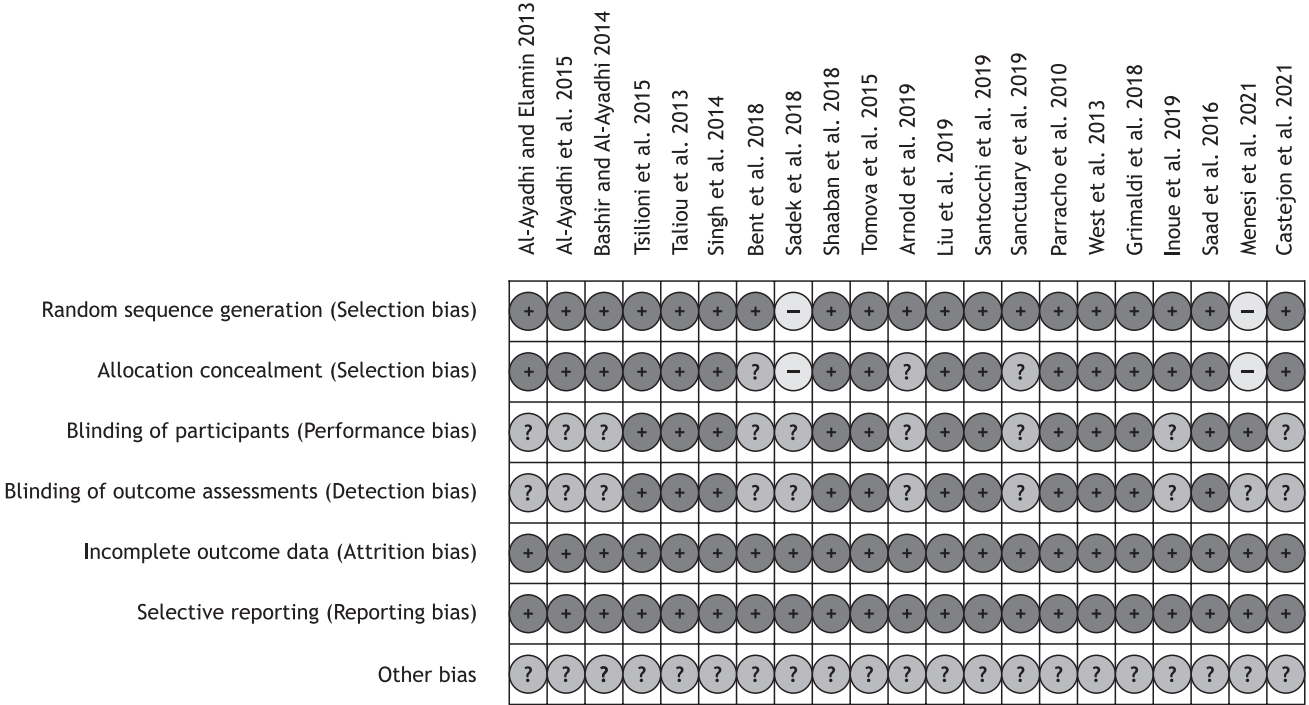 Al-Ayadhi and Elamin 2013
Al-Ayadhi et al. 2015
Bashir and Al-Ayadhi 2014
Tsilioni et al. 2015
Taliou et al. 2013
Singh et al. 2014
Bent et al. 2018
Sadek et al. 2018
Shaaban et al. 2018
Tomova et al. 2015
Arnold et al. 2019
Liu et al. 2019
Santocchi et al. 2019
Sanctuary et al. 2019
Parracho et al. 2010
West et al. 2013
Grimaldi et al. 2018
Inoue et al. 2019
Saad et al. 2016
Menesi et al. 2021
Castejon et al. 2021
Random sequence generation (Selection bias) + + + + + + + − + + + + + + + + + + + − +
Allocation concealment (Selection bias) + + + + + + ? − + + ? + + ? + + + + + − +
Blinding of participants (Performance bias) ? ? ? + + + ? ? + + ? + + ? + + + ? + + ?
Blinding of outcome assessments (Detection bias) ? ? ? + + + ? ? + + ? + + ? + + + ? + ? ?
Incomplete outcome data (Attrition bias) + + + + + + + + + + + + + + + + + + + + +
Selective reporting (Reporting bias) + + + + + + + + + + + + + + + + + + + + +
Other bias ? ? ? ? ? ? ? ? ? ? ? ? ? ? ? ? ? ? ? ? ?